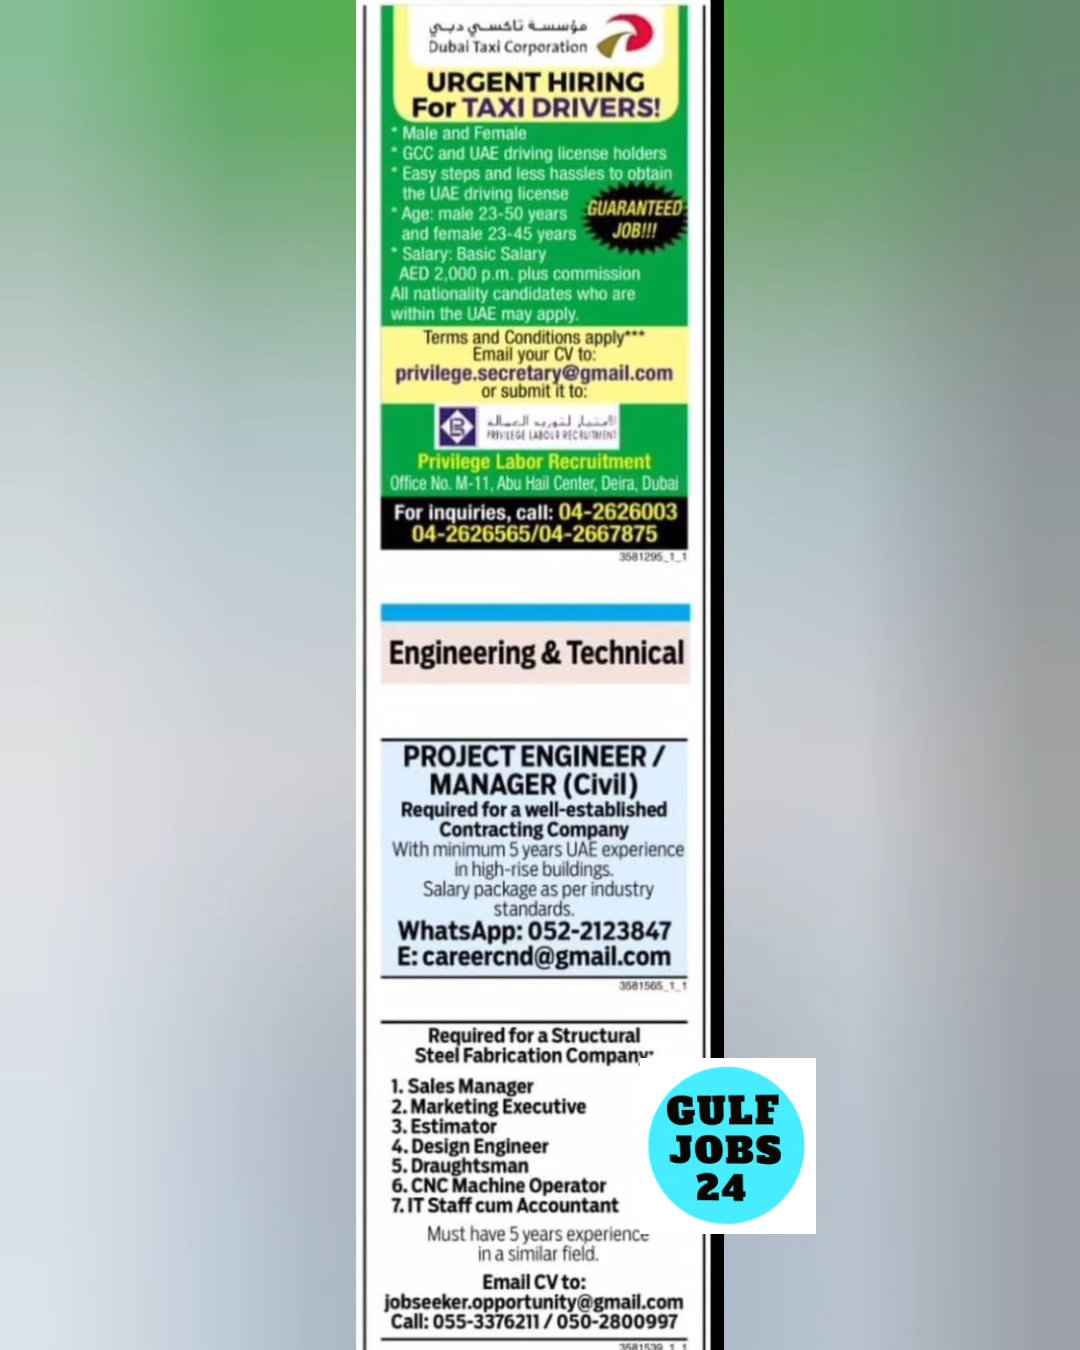 مؤسسة تاكسي دبي
Dubai Taxi Corporation
URGENT HIRING
For TAXI DRIVERS!
* Male and Female
* GCC and UAE driving license holders
* Easy steps and less hassles to obtain
the UAE driving license
* Age: male 23-50 years
and female 23-45 years
GUARANTEED
JOB!!!
* Salary: Basic Salary
AED 2,000 p.m. plus commission
All nationality candidates who are
within the UAE may apply.
Terms and Conditions apply***
Email your CV to:
privilege.secretary@gmail.com
or submit it to:
الامتياز لتوريد العمالة
PRIVILEGE LABOUR RECRUITMENT
Privilege Labor Recruitment
Office No. M-11, Abu Hail Center, Deira, Dubai
For inquiries, call: 04-2626003
04-2626565/04-2667875
3581295_1_1
Engineering & Technical
PROJECT ENGINEER /
MANAGER (Civil)
Required for a well-established
Contracting Company
With minimum 5 years UAE experience
in high-rise buildings.
Salary package as per industry
standards.
WhatsApp: 052-2123847
E: careercnd@gmail.com
3581565_1_1
Required for a Structural
Steel Fabrication Company:
1. Sales Manager
2. Marketing Executive
3. Estimator
4. Design Engineer
5. Draughtsman
6. CNC Machine Operator
7. IT Staff cum Accountant
Must have 5 years experience
in a similar field.
Email CV to:
jobseeker.opportunity@gmail.com
Call: 055-3376211 / 050-2800997
3581539_1_1
GULF
JOBS
24